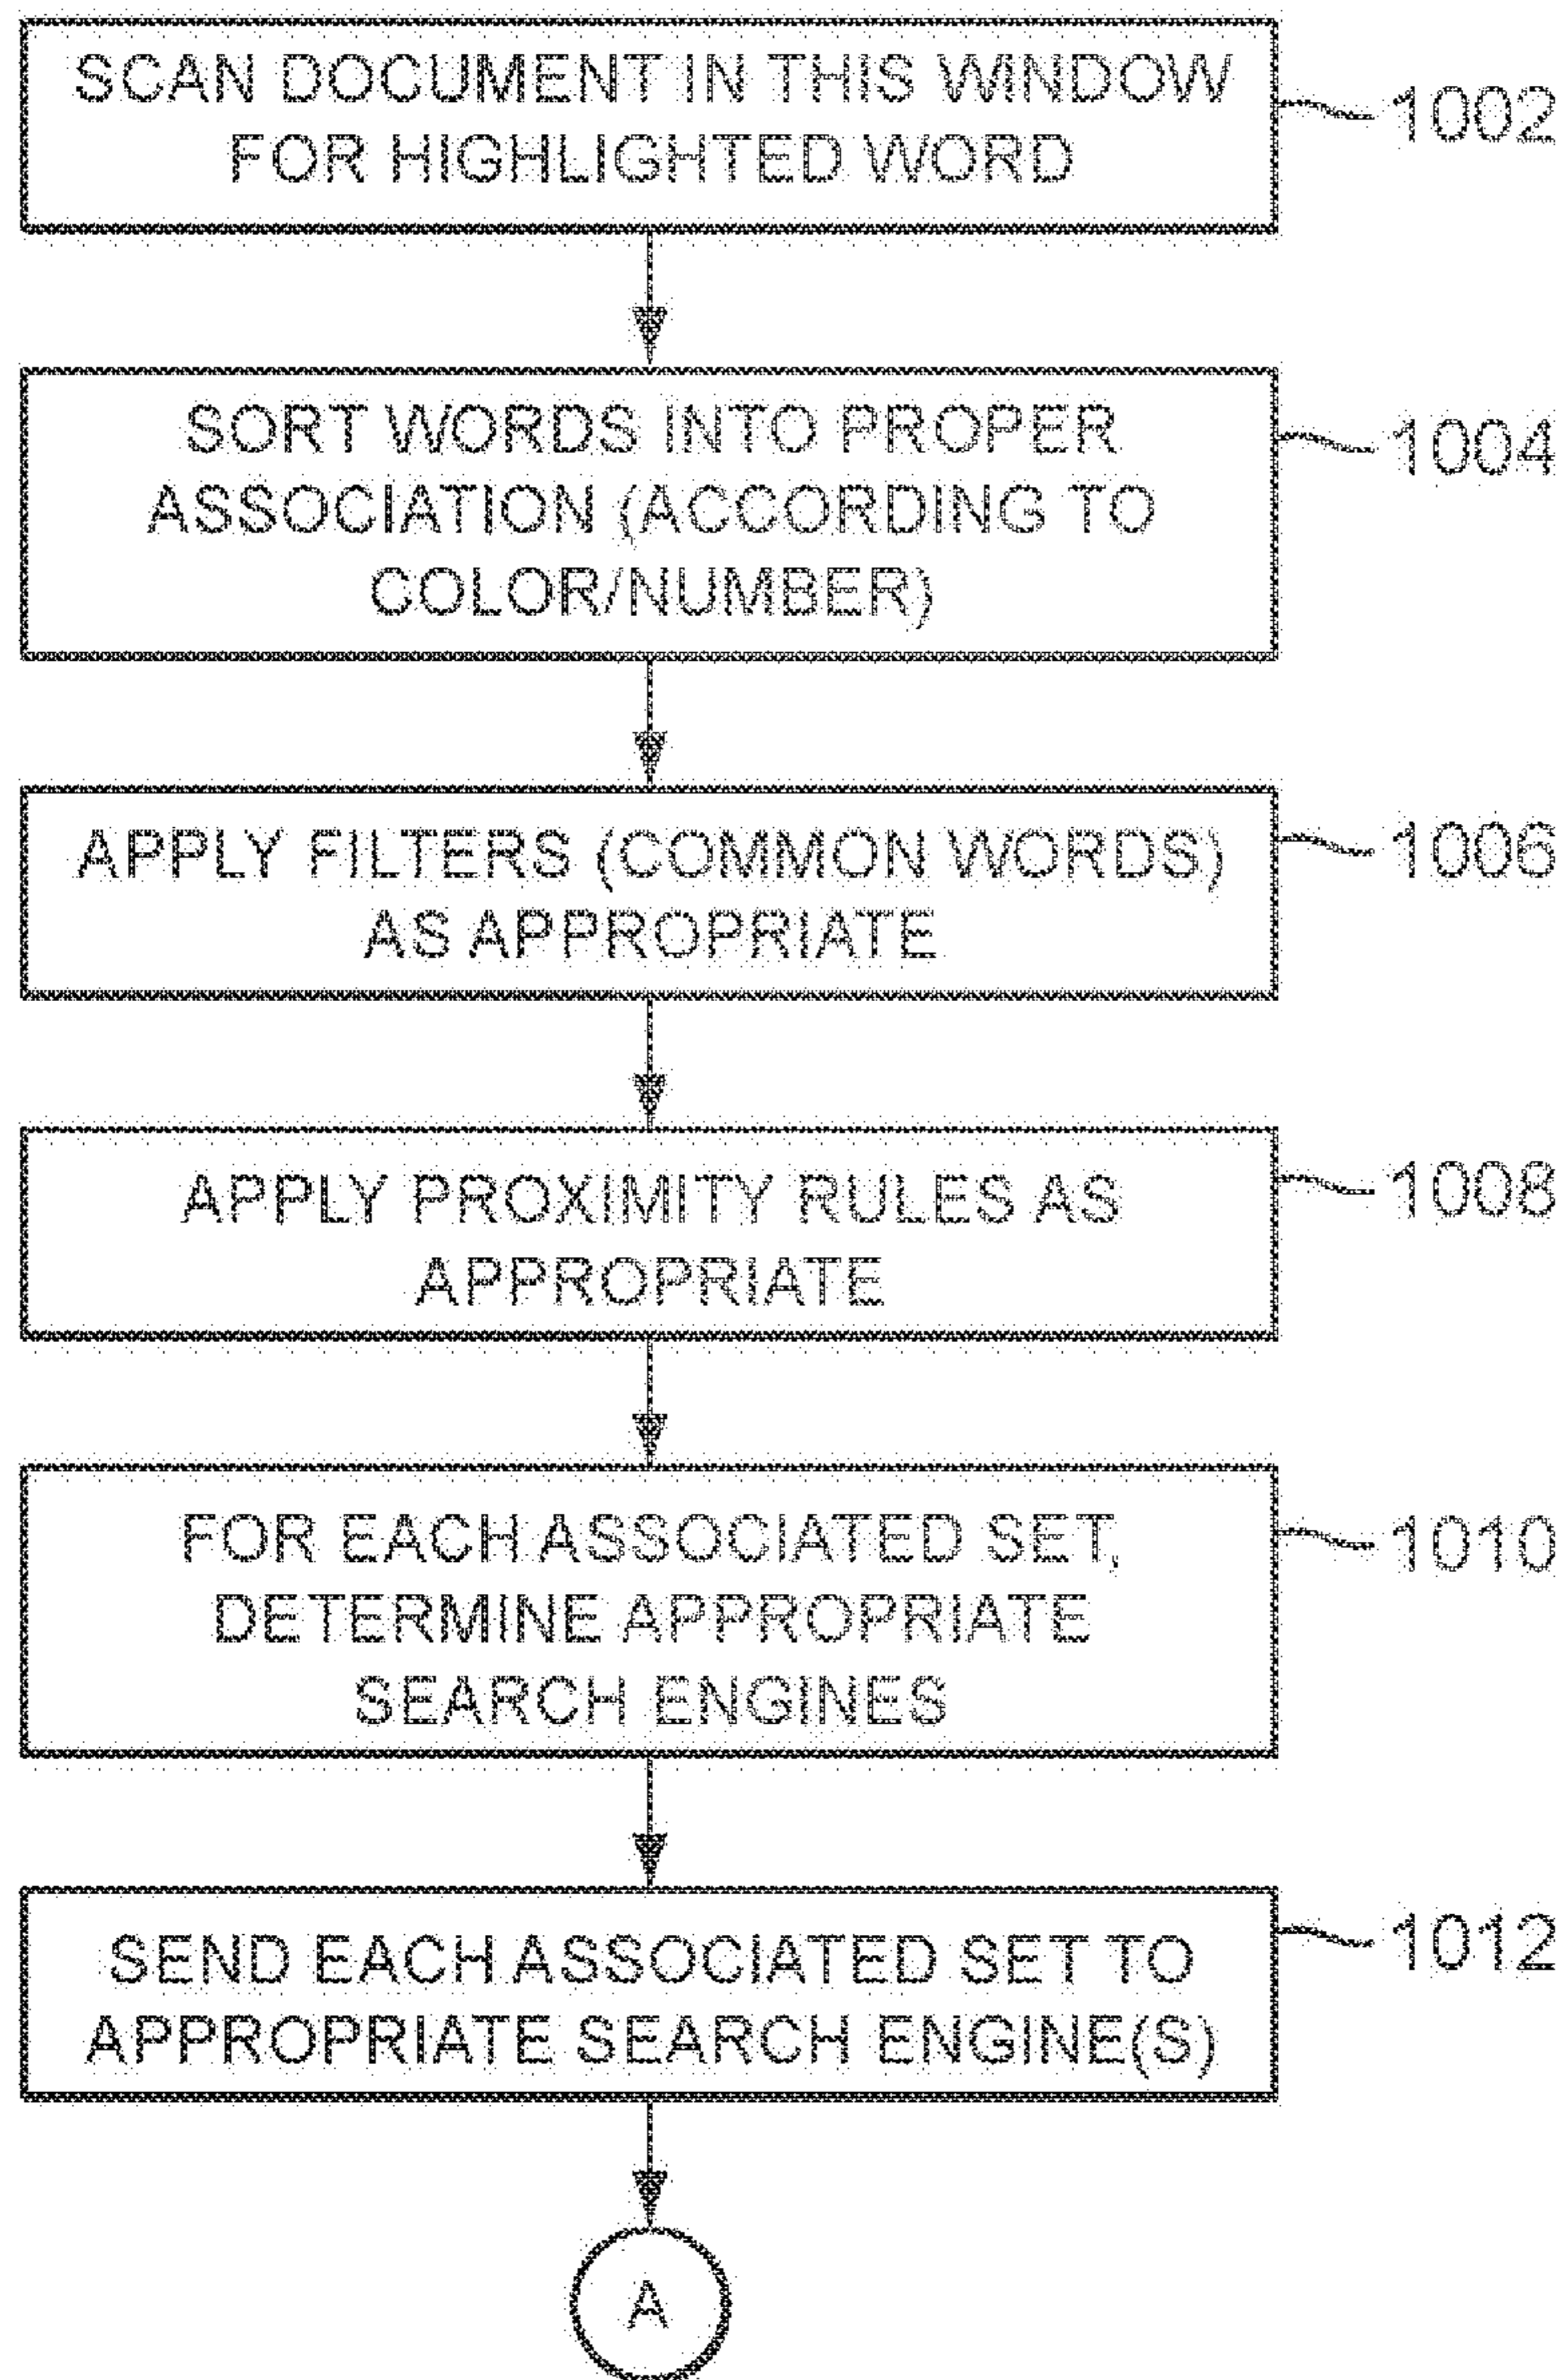 SCAN DOCUMENT IN THIS WINDOW
FOR HIGHLIGHTED WORD
1002
SORT WORDS INTO PROPER
ASSOCIATION (ACCORDING TO
COLOR/NUMBER)
1004
APPLY FILTERS (COMMON WORDS)
AS APPROPRIATE
1006
APPLY PROXIMITY RULES AS
APPROPRIATE
1008
FOR EACH ASSOCIATED SET,
DETERMINE APPROPRIATE
SEARCH ENGINES
1010
SEND EACH ASSOCIATED SET TO
APPROPRIATE SEARCH ENGINE(S)
1012
A